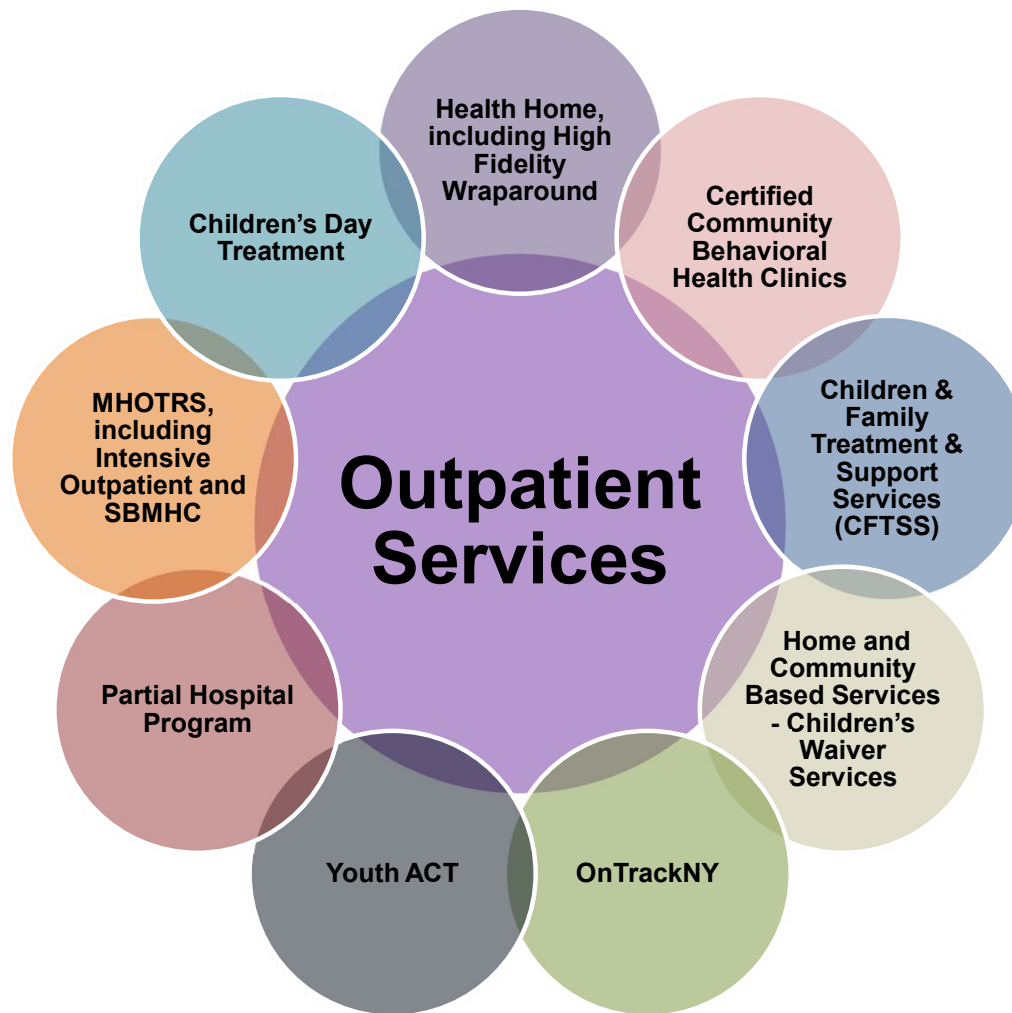 Health Home,
including High
Fidelity
Wraparound
Certified
Community
Behavioral
Health Clinics
Children &
Family
Treatment &
Support
Services
(CFTSS)
Home and
Community
Based Services
- Children's
Waiver
Services
OnTrackNY
Youth ACT
Partial Hospital
Program
MHOTRS,
including
Intensive
Outpatient and
SBMHC
Children’s Day
Treatment
Outpatient
Services